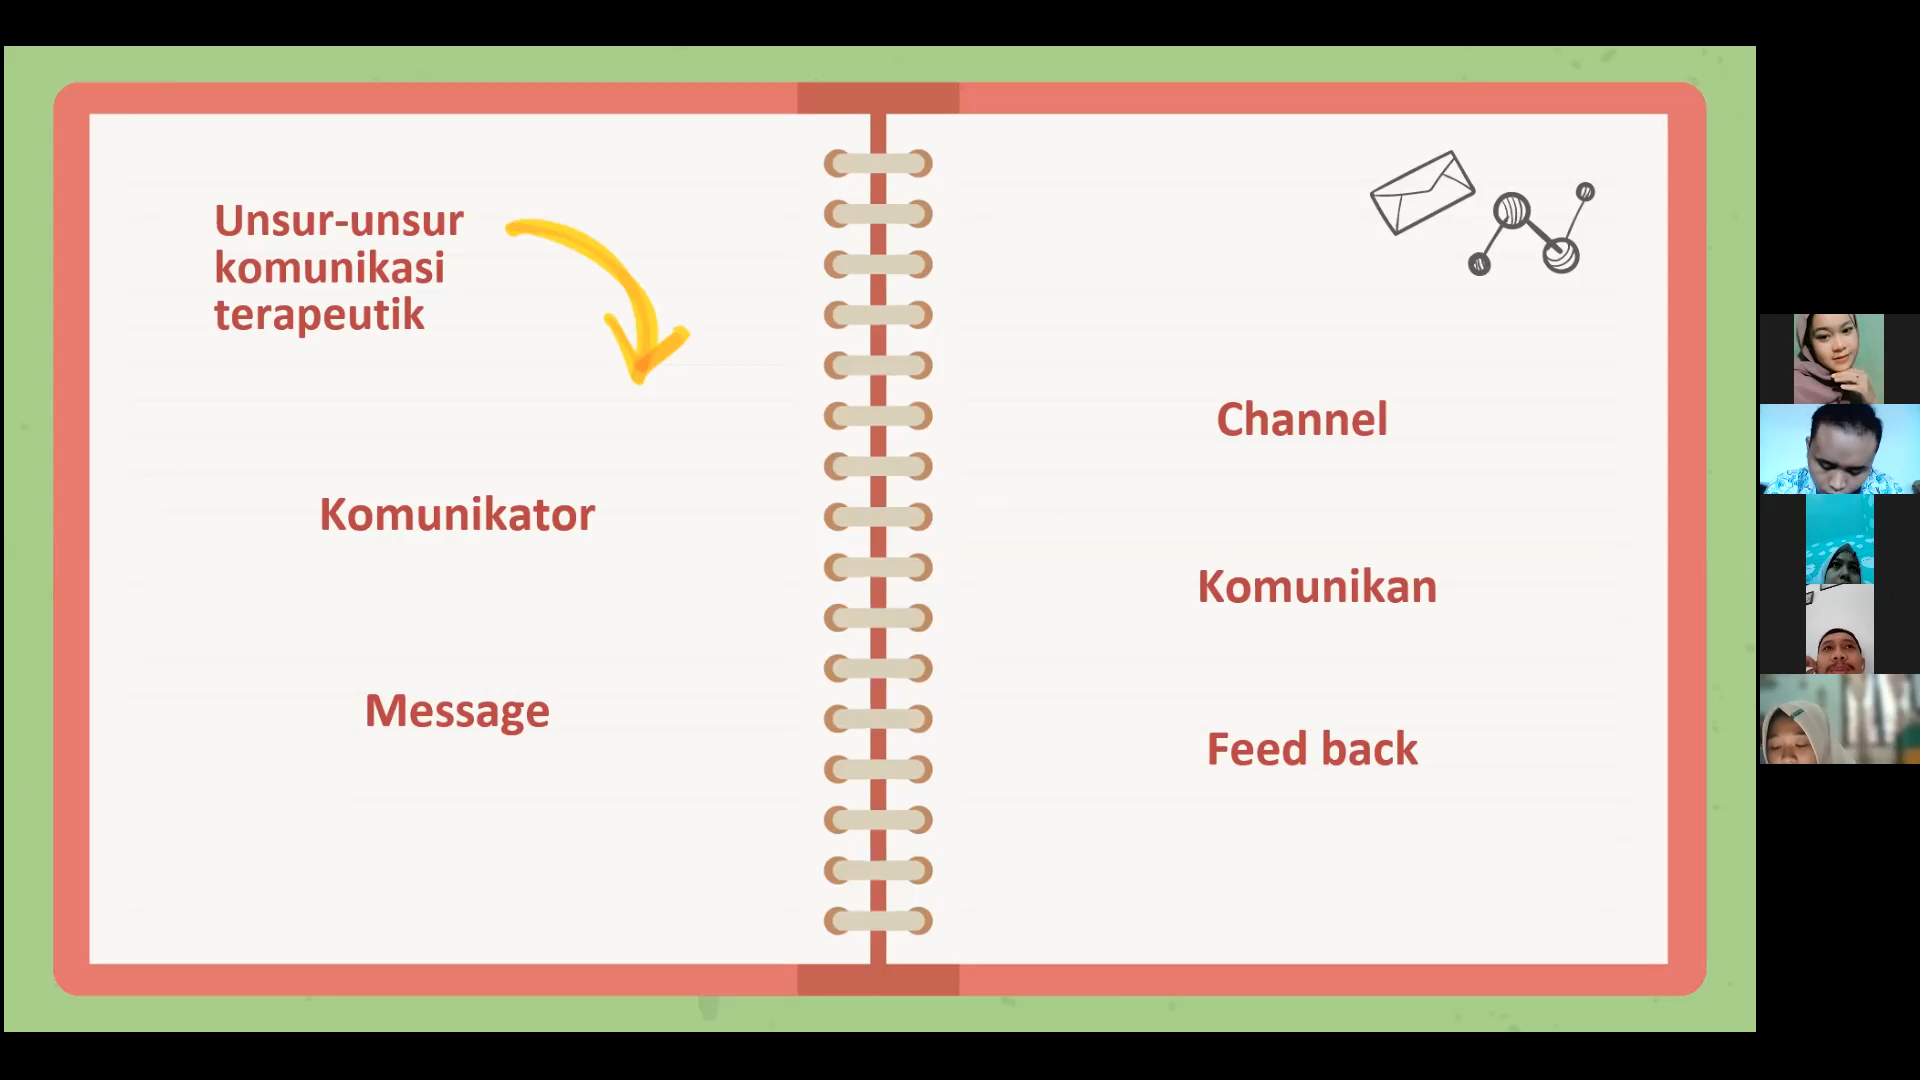 Unsur-unsur
komunikasi
terapeutik
Komunikator
Message
Channel
Komunikan
Feed back